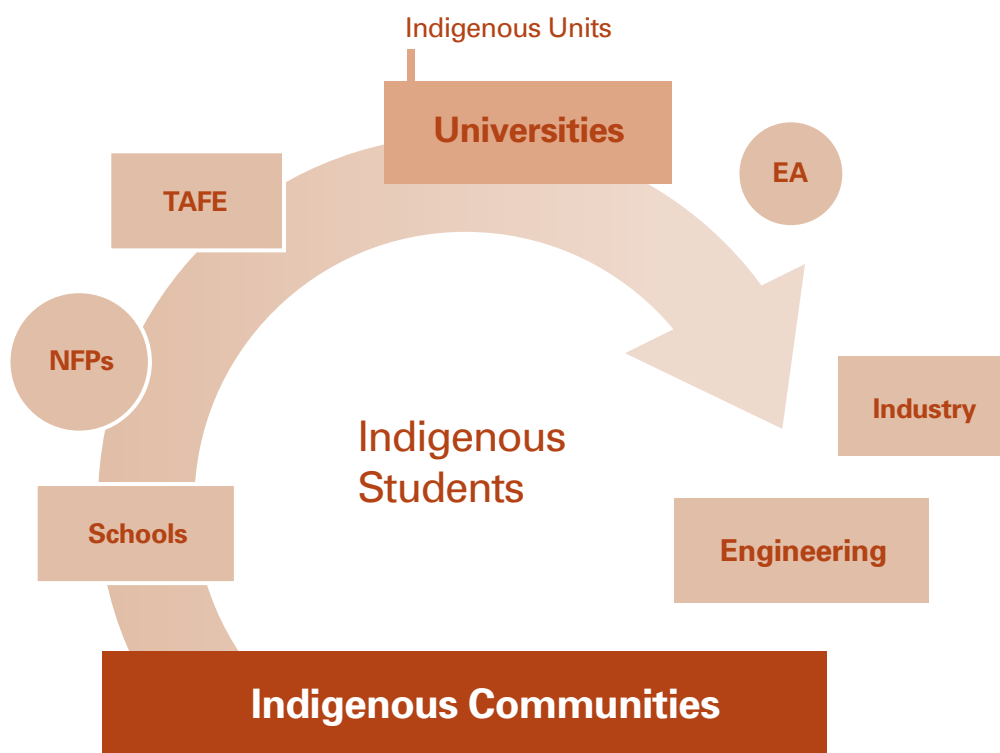 Indigenous Units
Universities
EA
TAFE
NFPs
Industry
Indigenous
Students
Schools
Engineering
Indigenous Communities